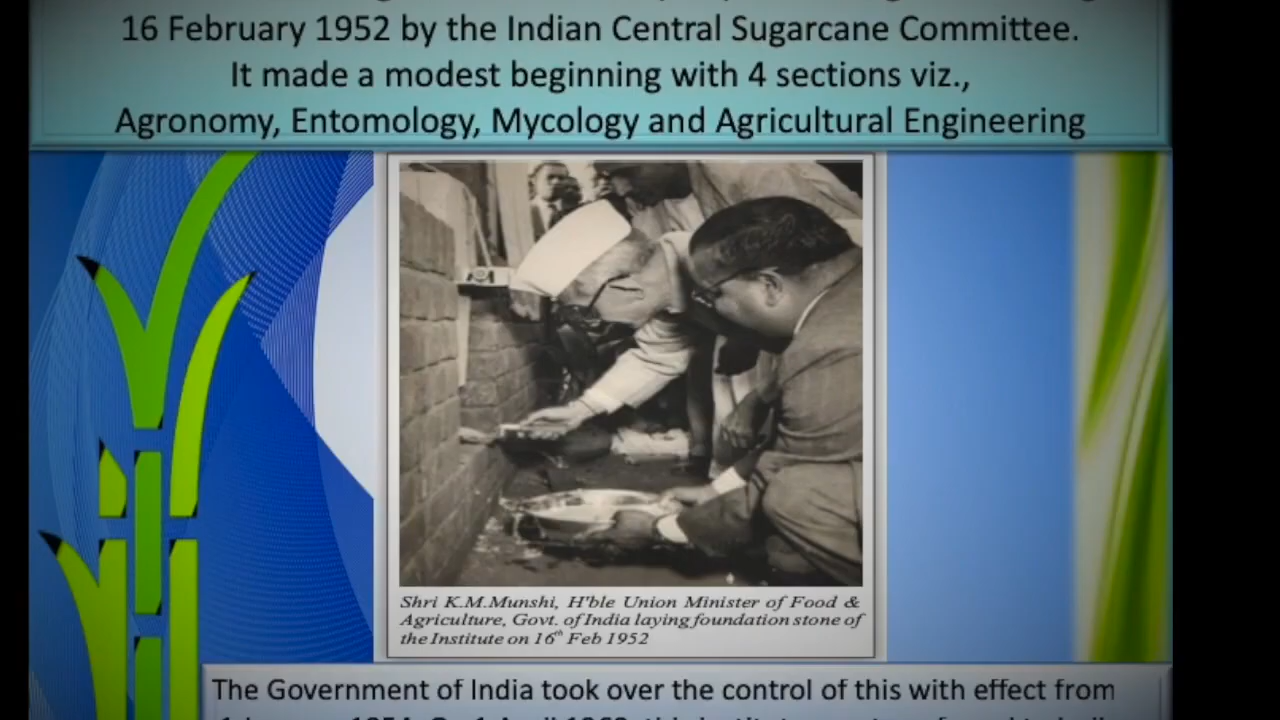 16 February 1952 by the Indian Central Sugarcane Committee.
It made a modest beginning with 4 sections viz.,
Agronomy, Entomology, Mycology and Agricultural Engineering
Shri K.M.Munshi, H'ble Union Minister of Food &
Agriculture, Govt. of India laying foundation stone of
the Institute on 16th Feb 1952
The Government of India took over the control of this with effect from